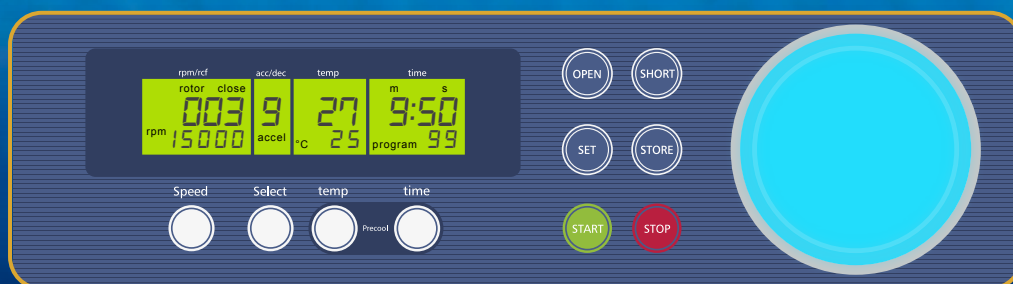 rpm/rcf acc/dec temp time
rotor close m s
003 9 27 9:50
rpm 15000 accel °C 25 program 99
Speed Select temp time
Precool
OPEN SHORT
SET STORE
START STOP